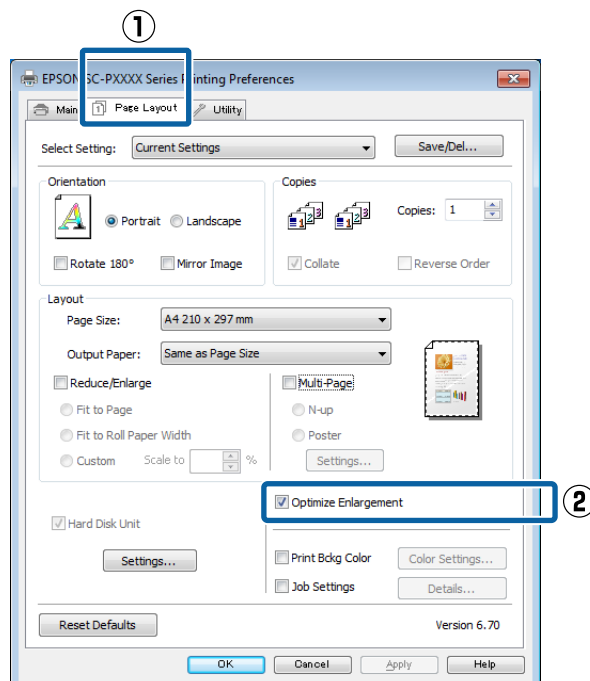 ①
EPSON SC-PXXXX Series Printing Preferences
Main Page Layout Utility
Select Setting: Current Settings Save/Del...
Orientation
Portrait Landscape
Rotate 180° Mirror Image
Copies
Copies: 1
Collate Reverse Order
Layout
Page Size: A4 210 x 297 mm
Output Paper: Same as Page Size
Reduce/Enlarge
Fit to Page
Fit to Roll Paper Width
Custom Scale to %
Multi-Page
N-up
Poster
Settings...
Optimize Enlargement
②
Hard Disk Unit
Settings...
Print Bckg Color Color Settings...
Job Settings Details...
Reset Defaults Version 6.70
OK Cancel Apply Help